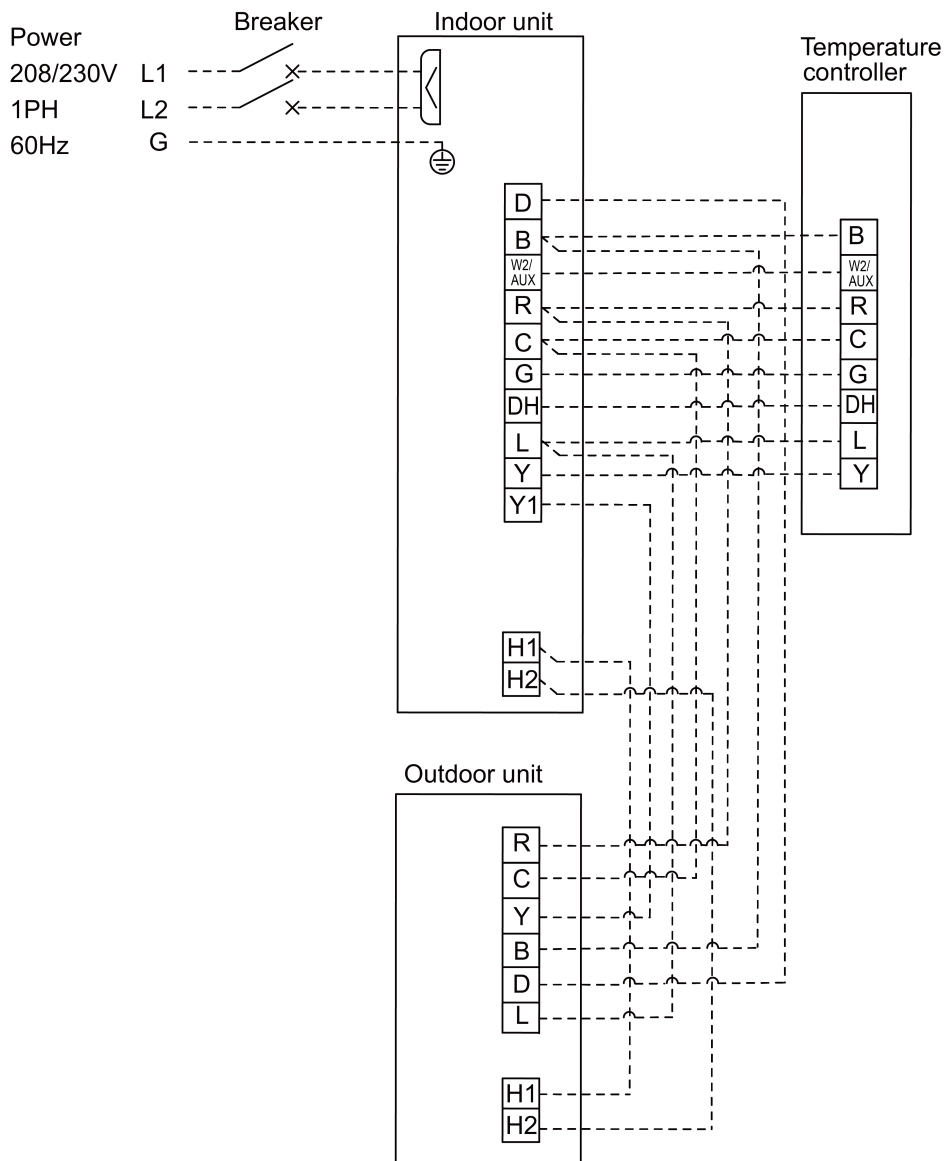 Power
208/230V L1
1PH L2
60Hz G
Breaker
Indoor unit
D
B
W2/
AUX
R
C
G
DH
L
Y
Y1
H1
H2
Temperature
controller
B
W2/
AUX
R
C
G
DH
L
Y
Outdoor unit
R
C
Y
B
D
L
H1
H2